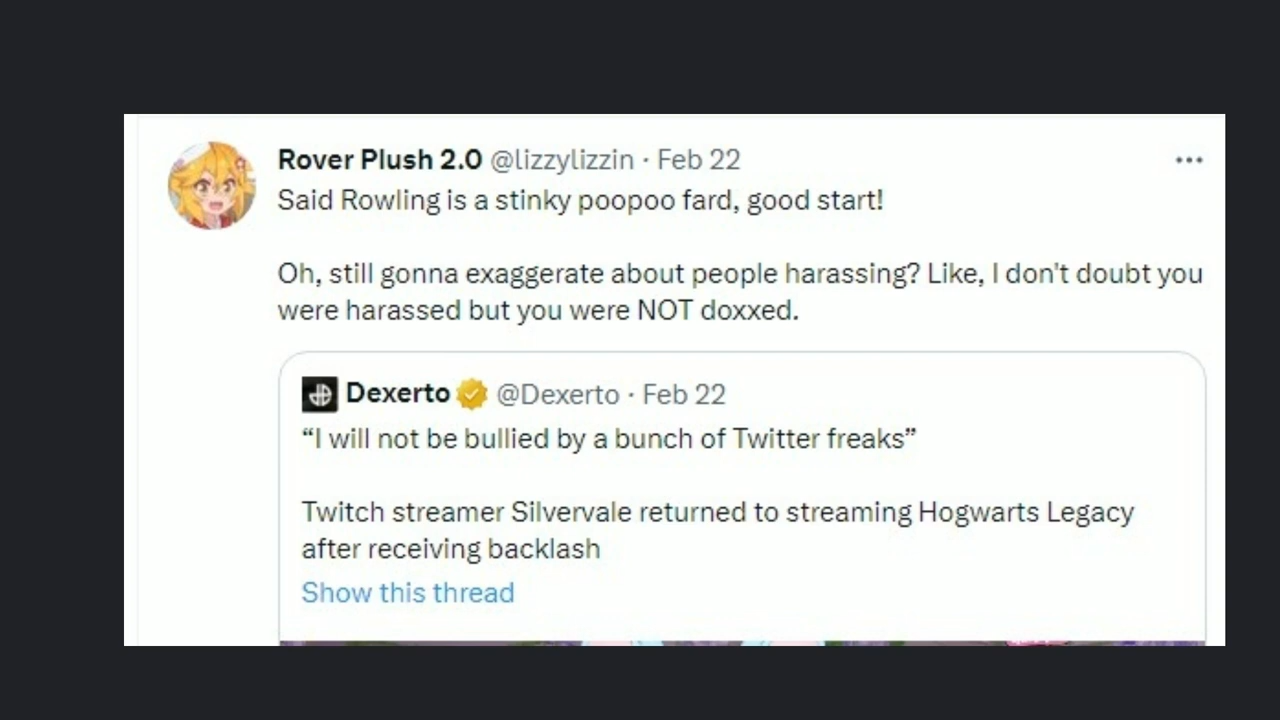 Rover Plush 2.0 @lizzylizzin · Feb 22
Said Rowling is a stinky poopoo fard, good start!
Oh, still gonna exaggerate about people harassing? Like, I don't doubt you
were harassed but you were NOT doxxed.
Dexerto @Dexerto · Feb 22
“I will not be bullied by a bunch of Twitter freaks”
Twitch streamer Silvervale returned to streaming Hogwarts Legacy
after receiving backlash
Show this thread